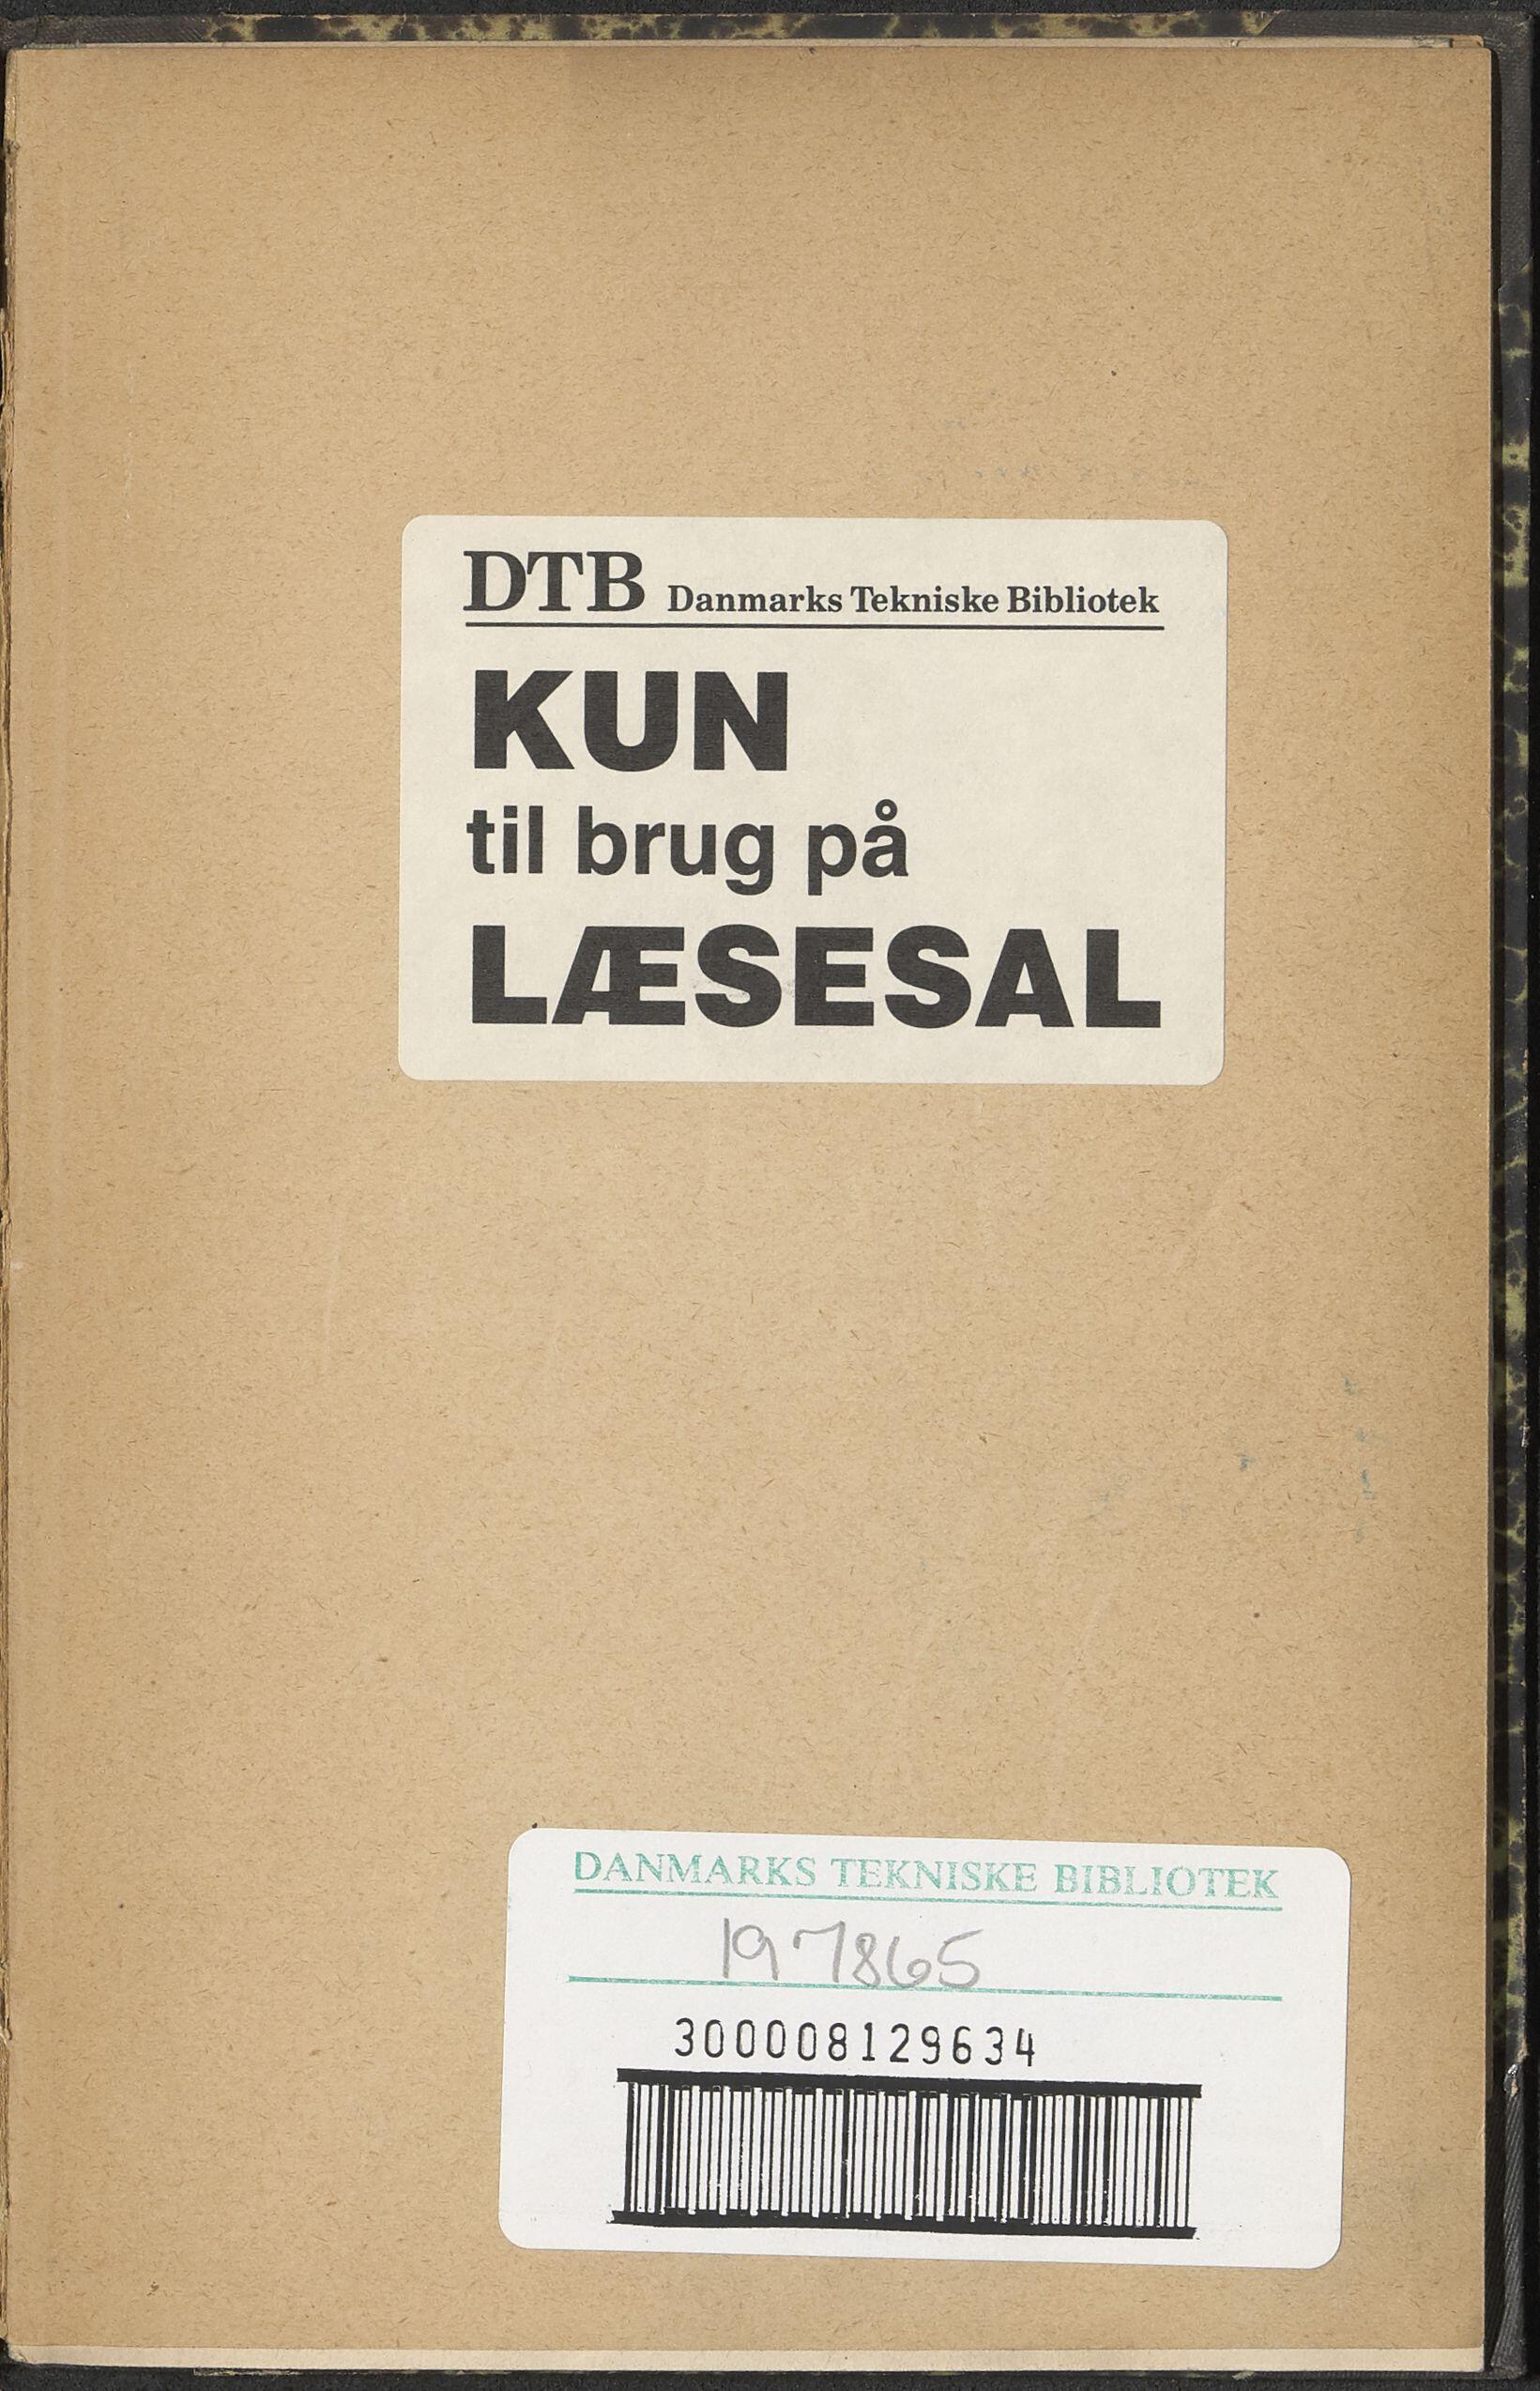 DTB Danmarks Tekniske Bibliotek
KUN
til brug på
LÆSESAL
DANMARKS TEKNISKE BIBLIOTEK
197865
300008129634